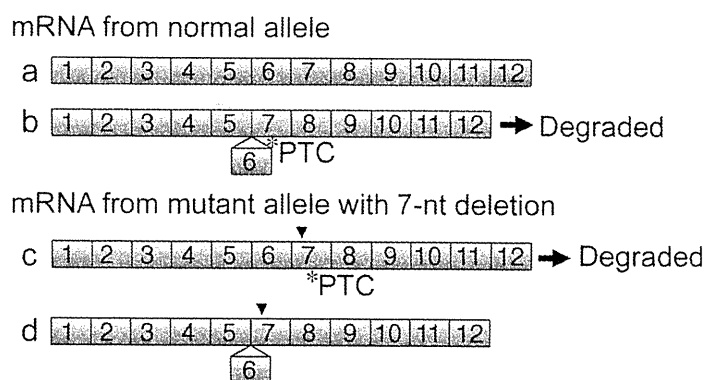 mRNA from normal allele
a 1 2 3 4 5 6 7 8 9 10 11 12
b 1 2 3 4 5 7 8 9 10 11 12 Degraded
6 *PTC
mRNA from mutant allele with 7-nt deletion
c 1 2 3 4 5 6 7 8 9 10 11 12 Degraded
*PTC
d 1 2 3 4 5 7 8 9 10 11 12
6